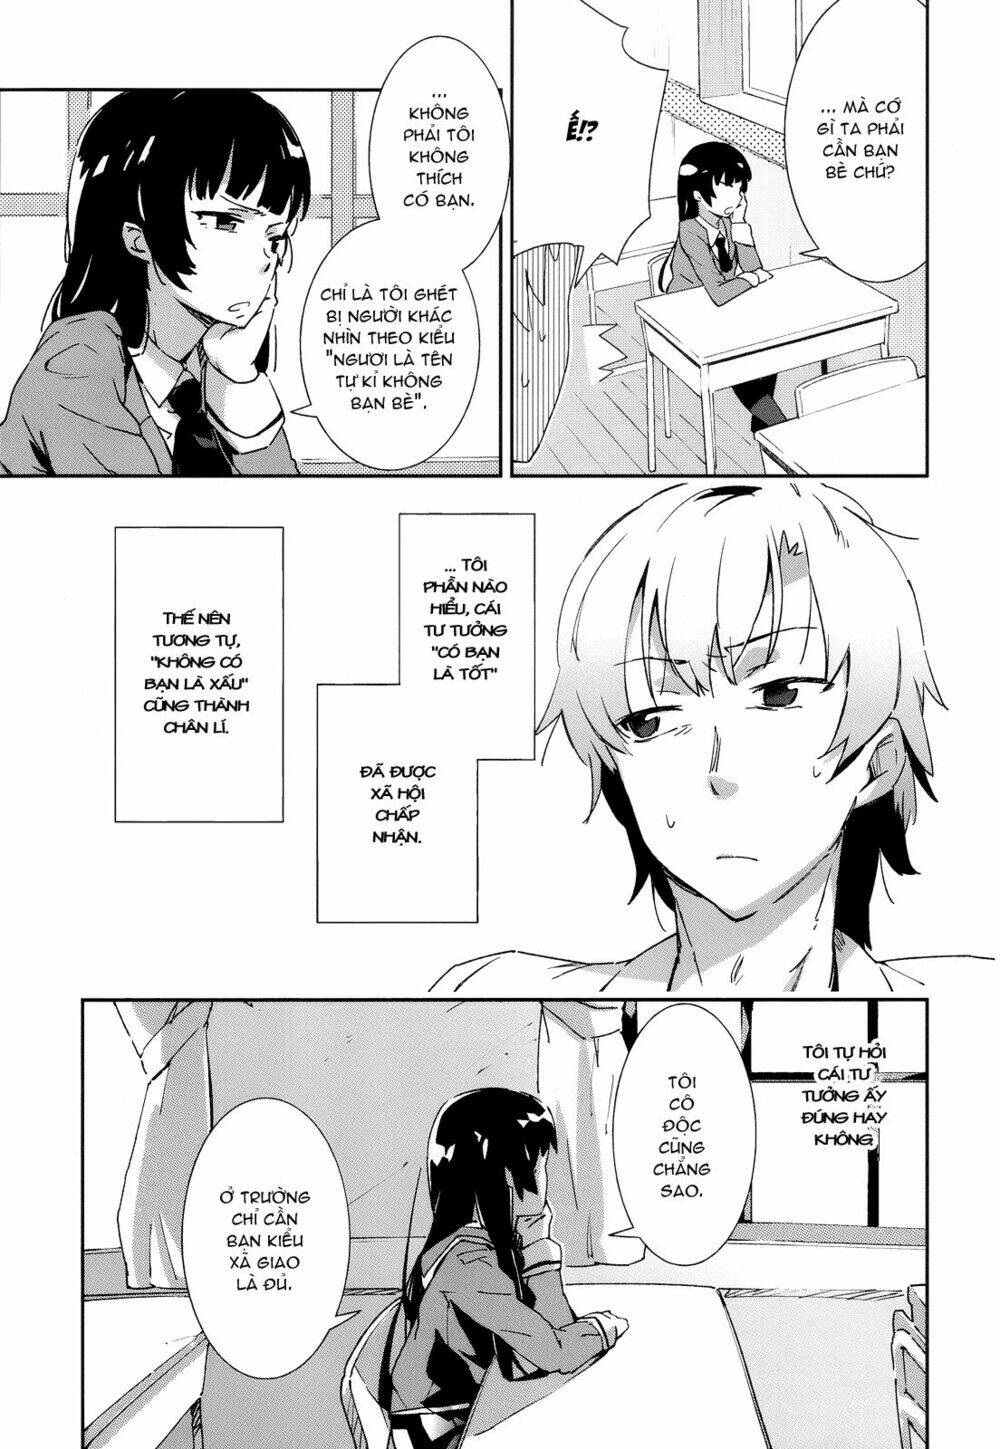 ... MÀ CỚ
GÌ TA PHẢI
CẦN BẠN
BÈ CHỨ?
Ế!?
...
KHÔNG
PHẢI TÔI
KHÔNG
THÍCH
CÓ BẠN.
CHỈ LÀ TÔI GHÉT
BỊ NGƯỜI KHÁC
NHÌN THEO KIỂU
"NGƯƠI LÀ TÊN
TỰ KỈ KHÔNG
BẠN BÈ".
... TÔI
PHẦN NÀO
HIỂU, CÁI
TƯ TƯỞNG
"CÓ BẠN
LÀ TỐT"
ĐÃ ĐƯỢC
XÃ HỘI
CHẤP
NHẬN.
THẾ NÊN
TƯƠNG TỰ,
"KHÔNG CÓ
BẠN LÀ XẤU"
CŨNG THÀNH
CHÂN LÍ.
TÔI TỰ HỎI
CÁI TƯ
TƯỞNG ẤY
ĐÚNG HAY
KHÔNG.
TÔI
CÔ
ĐỘC
CŨNG
CHẲNG
SAO.
Ở TRƯỜNG
CHỈ CẦN
BẠN KIỂU
XÃ GIAO
LÀ ĐỦ.